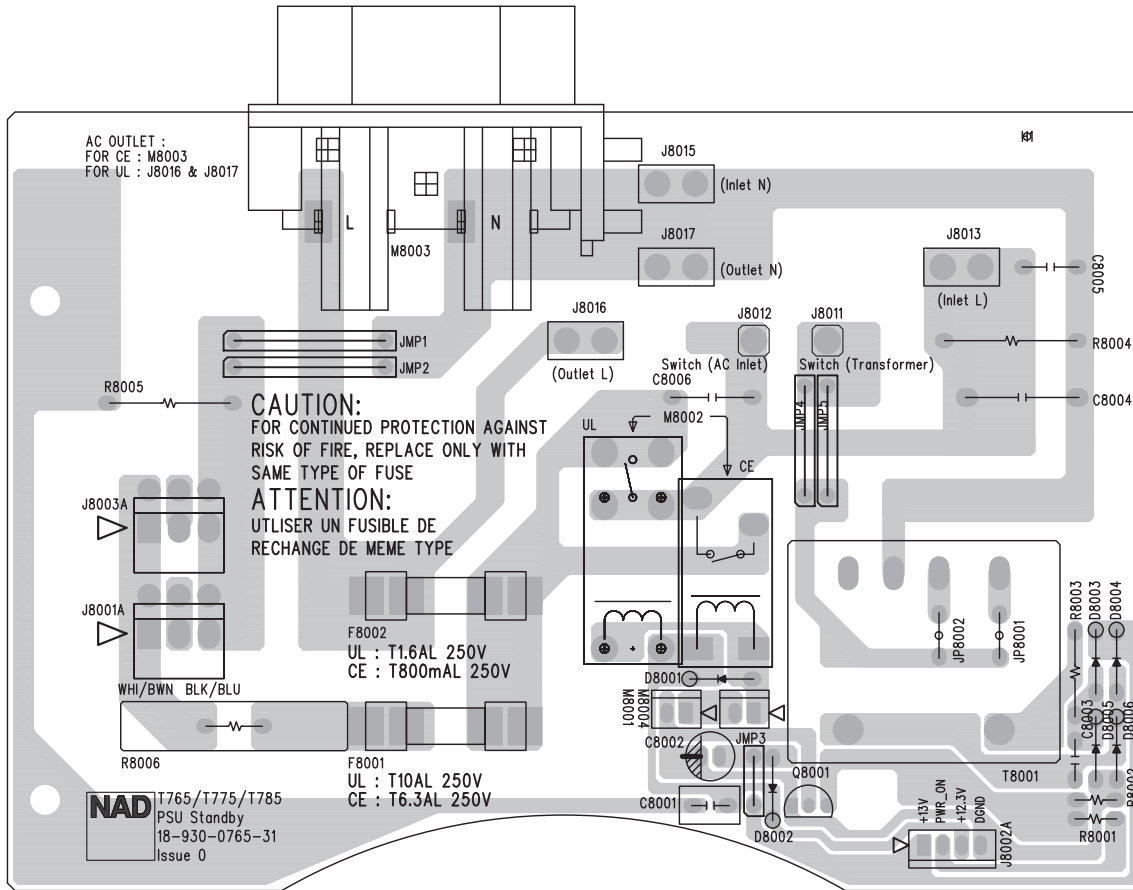 AC OUTLET :
FOR CE : M8003
FOR UL : J8016 & J8017
L
N
M8003
J8015
(Inlet N)
J8017
(Outlet N)
J8013
(Inlet L)
C8005
J8016
(Outlet L)
J8012
Switch (AC Inlet)
J8011
Switch (Transformer)
R8004
JMP1
JMP2
R8005
C8006
C8004
JMP4
JMP5
M8002
UL
CE
CAUTION:
FOR CONTINUED PROTECTION AGAINST
RISK OF FIRE, REPLACE ONLY WITH
SAME TYPE OF FUSE
ATTENTION:
UTLISER UN FUSIBLE DE
RECHANGE DE MEME TYPE
J8003A
J8001A
WHI/BWN BLK/BLU
F8002
UL : T1.6AL 250V
CE : T800mAL 250V
D8001
M8001
M8004
JP8002
JP8001
R8003
D8003
D8004
C8003
D8005
D8006
R8006
F8001
UL : T10AL 250V
CE : T6.3AL 250V
C8002
JMP3
Q8001
T8001
R8002
C8001
D8002
+13V
PWR_ON
+12.3V
DGND
J8002A
R8001
NAD
T765/T775/T785
PSU Standby
18-930-0765-31
Issue 0